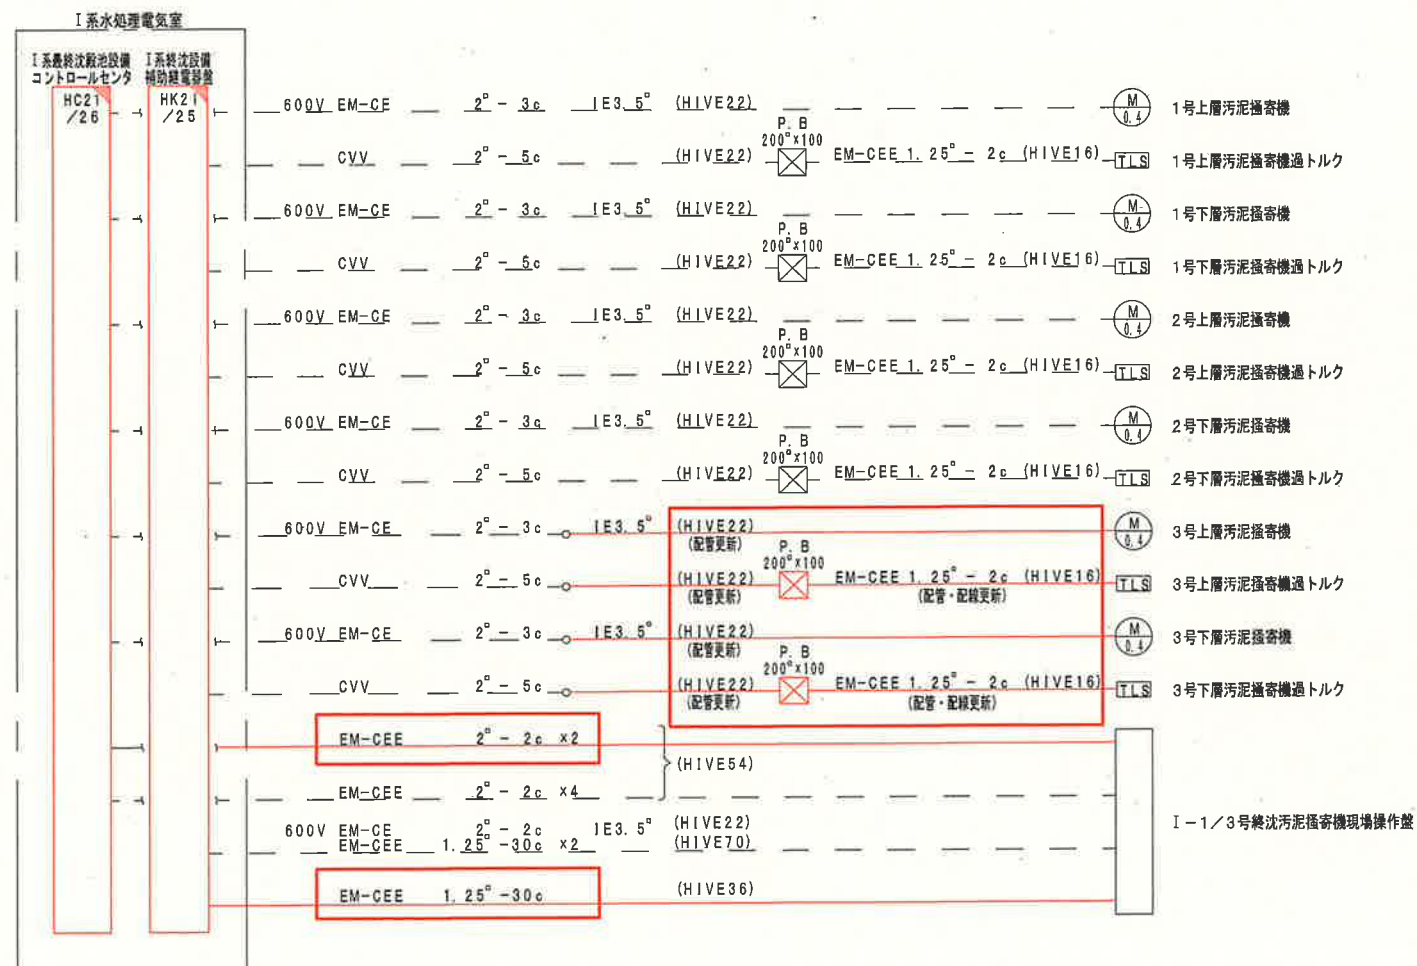 I系水処理電気室
I系最終沈殿池設備 I系終沈設備
コントロールセンタ 補助継電器盤
HC21 HK21
/26 /25
600V EM-CE 2□-3c IE3.5□ (HIVE22) M 0.4 1号上層汚泥掻寄機
P.B
200□×100
CVV 2□-5c (HIVE22) EM-CEE 1.25□-2c (HIVE16) TLS 1号上層汚泥掻寄機過トルク
600V EM-CE 2□-3c IE3.5□ (HIVE22) M 0.4 1号下層汚泥掻寄機
P.B
200□×100
CVV 2□-5c (HIVE22) EM-CEE 1.25□-2c (HIVE16) TLS 1号下層汚泥掻寄機過トルク
600V EM-CE 2□-3c IE3.5□ (HIVE22) M 0.4 2号上層汚泥掻寄機
P.B
200□×100
CVV 2□-5c (HIVE22) EM-CEE 1.25□-2c (HIVE16) TLS 2号上層汚泥掻寄機過トルク
600V EM-CE 2□-3c IE3.5□ (HIVE22) M 0.4 2号下層汚泥掻寄機
P.B
200□×100
CVV 2□-5c (HIVE22) EM-CEE 1.25□-2c (HIVE16) TLS 2号下層汚泥掻寄機過トルク
600V EM-CE 2□-3c IE3.5□ (HIVE22) M 0.4 3号上層汚泥掻寄機
(配管更新) P.B
200□×100
CVV 2□-5c (HIVE22) EM-CEE 1.25□-2c (HIVE16) TLS 3号上層汚泥掻寄機過トルク
(配管更新) (配管・配線更新)
600V EM-CE 2□-3c IE3.5□ (HIVE22) M 0.4 3号下層汚泥掻寄機
(配管更新) P.B
200□×100
CVV 2□-5c (HIVE22) EM-CEE 1.25□-2c (HIVE16) TLS 3号下層汚泥掻寄機過トルク
(配管更新) (配管・配線更新)
EM-CEE 2□-2c ×2
(HIVE54)
EM-CEE 2□-2c ×4
600V EM-CE 2□-2c IE3.5□ (HIVE22) I-1/3号終沈汚泥掻寄機現場操作盤
EM-CEE 1.25□-30c ×2 (HIVE70)
EM-CEE 1.25□-30c (HIVE36)